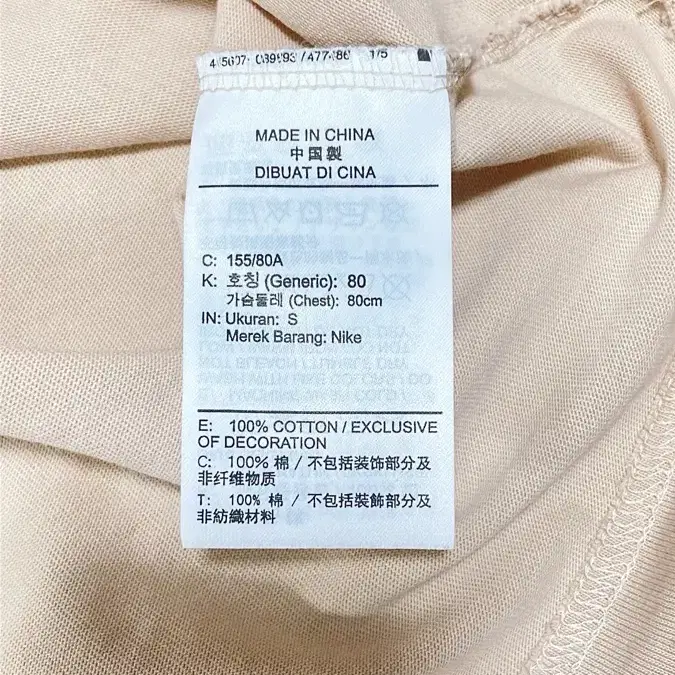 MADE IN CHINA
中国製
DIBUAT DI CINA
C: 155/80A
K: 호칭 (Generic): 80
가슴둘레 (Chest): 80cm
IN: Ukuran: S
Merek Barang: Nike
E: 100% COTTON / EXCLUSIVE
OF DECORATION
C: 100% 棉 / 不包括装饰部分及
非纤维物质
T: 100% 棉 / 不包括裝飾部分及
非紡織材料